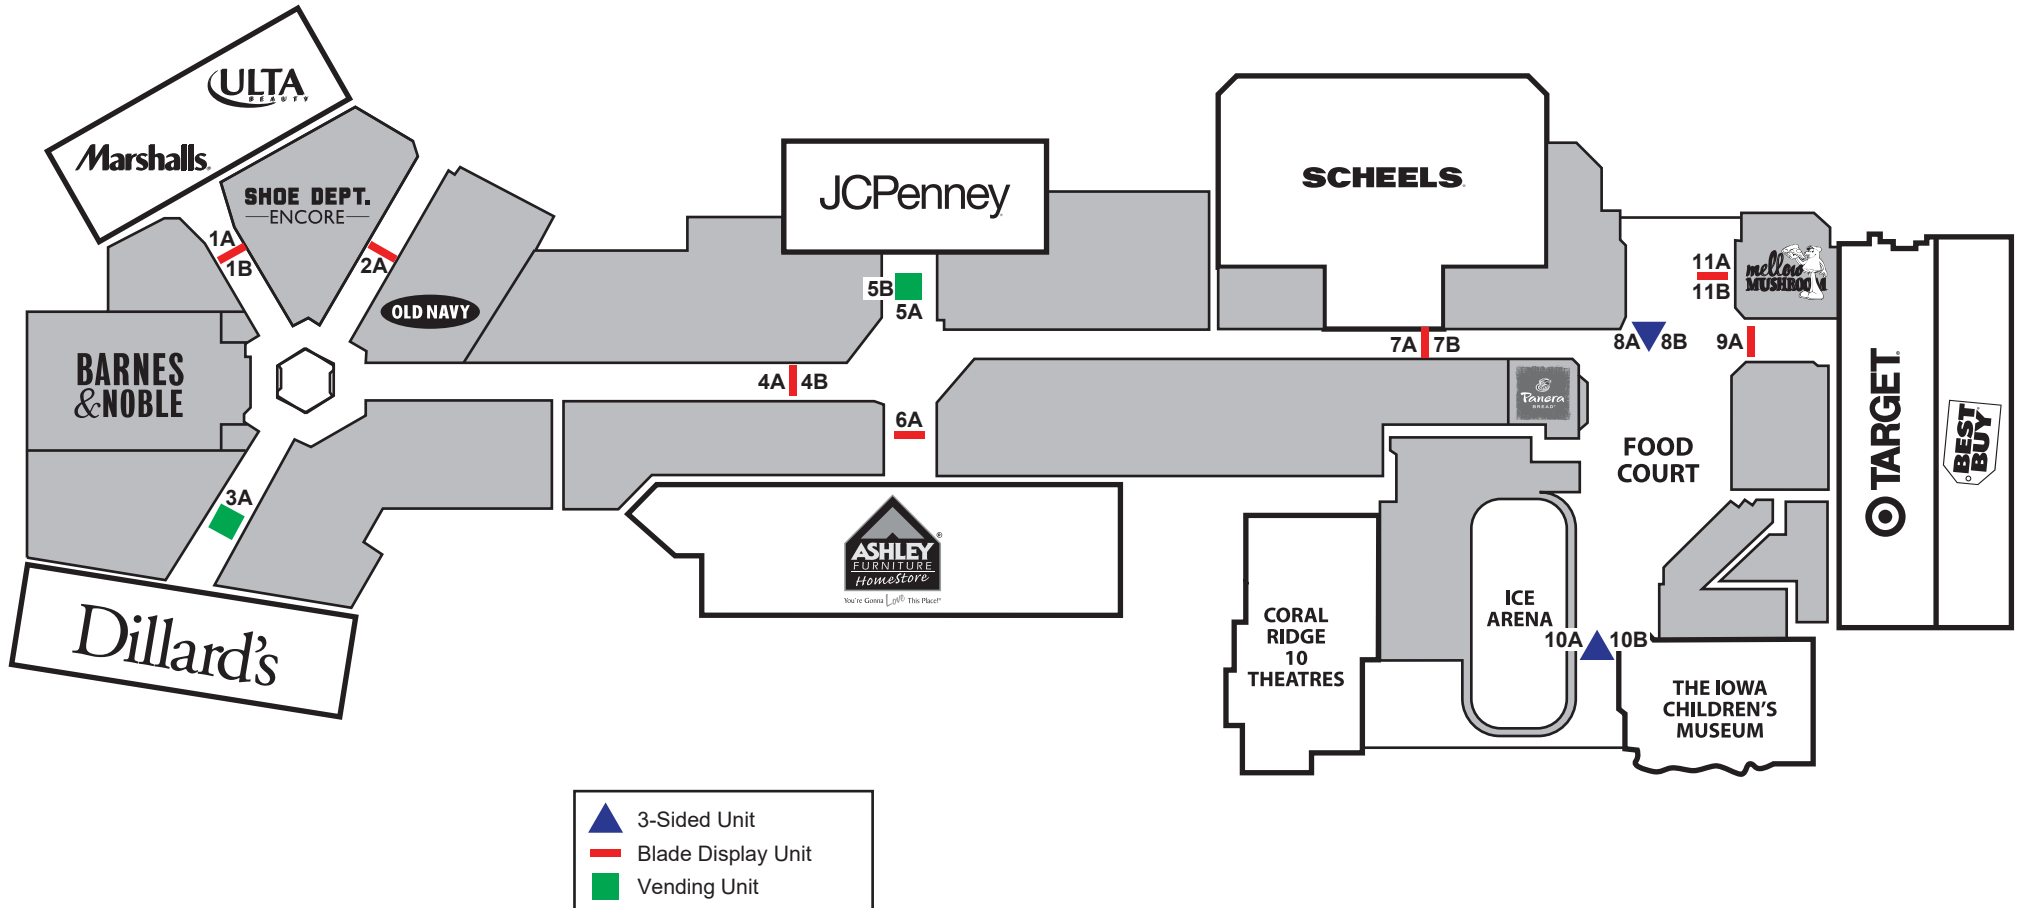 ULTA
BEAUTY
Marshalls.
SHOE DEPT.
ENCORE
1A
1B
2A
OLD NAVY
BARNES
&NOBLE
3A
Dillard's
JCPenney
5B
5A
4A 4B
6A
ASHLEY®
FURNITURE
HomeStore
You're Gonna Love This Place!®
SCHEELS
7A 7B
Panera
BREAD®
8A 8B
9A
11A
11B
mellow
MUSHROOM
FOOD
COURT
TARGET
BEST
BUY
CORAL
RIDGE
10
THEATRES
ICE
ARENA
10A 10B
THE IOWA
CHILDREN'S
MUSEUM
3-Sided Unit
Blade Display Unit
Vending Unit